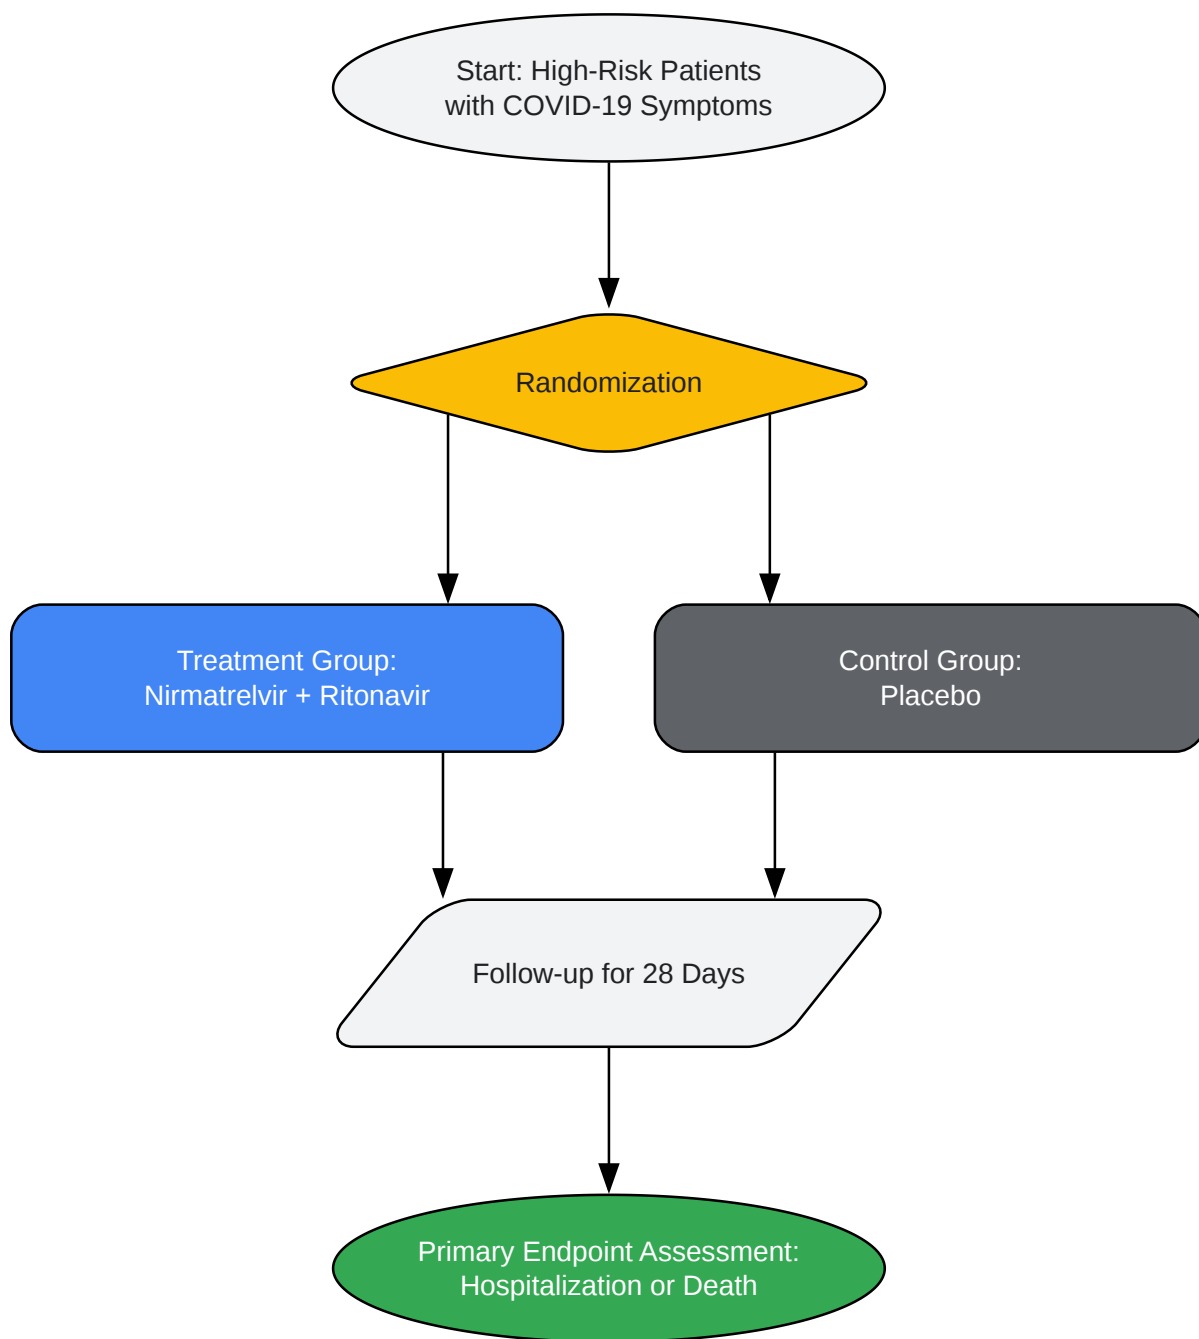 Start: High-Risk Patients
with COVID-19 Symptoms
Randomization
Treatment Group:
Nirmatrelvir + Ritonavir
Control Group:
Placebo
Follow-up for 28 Days
Primary Endpoint Assessment:
Hospitalization or Death